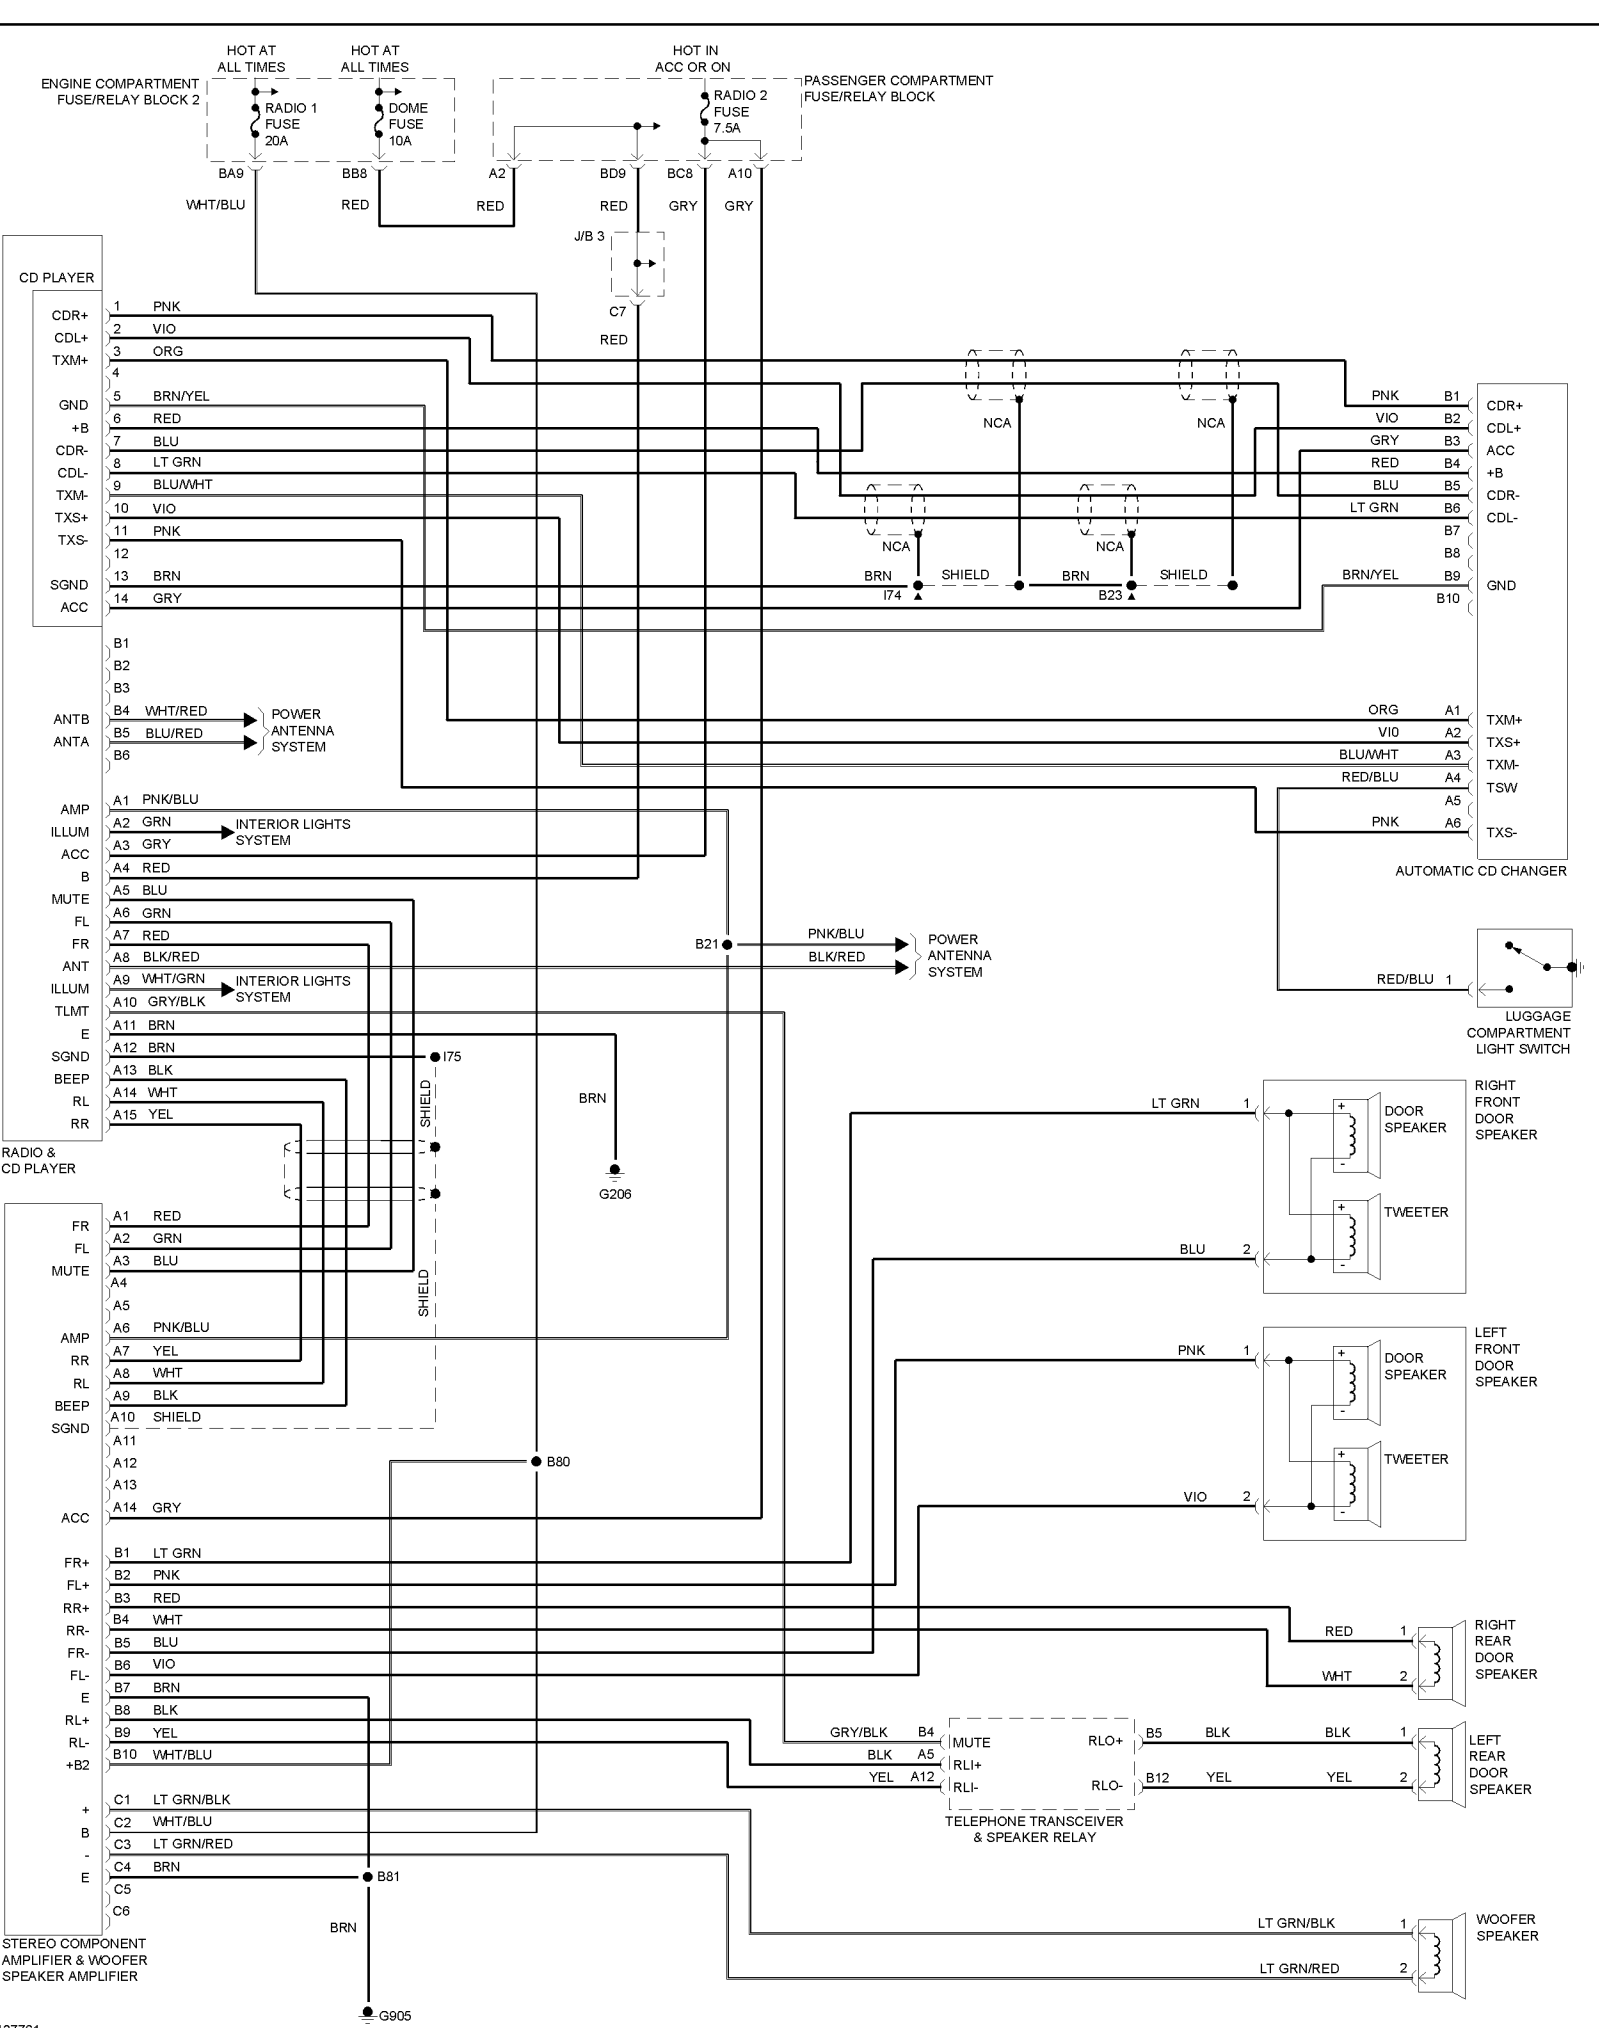 HOT AT
ALL TIMES
HOT AT
ALL TIMES
HOT IN
ACC OR ON
ENGINE COMPARTMENT
FUSE/RELAY BLOCK 2
RADIO 1
FUSE
20A
DOME
FUSE
10A
RADIO 2
FUSE
7.5A
PASSENGER COMPARTMENT
FUSE/RELAY BLOCK
BA9
BB8
A2
BD9
BC8
A10
WHT/BLU
RED
RED
RED
GRY
GRY
J/B 3
C7
RED
CD PLAYER
CDR+ 1 PNK
CDL+ 2 VIO
TXM+ 3 ORG
4
GND 5 BRN/YEL
+B 6 RED
CDR- 7 BLU
CDL- 8 LT GRN
TXM- 9 BLU/WHT
TXS+ 10 VIO
TXS- 11 PNK
12
SGND 13 BRN
ACC 14 GRY
NCA
NCA
NCA
NCA
BRN
I74
SHIELD
BRN
B23
SHIELD
PNK B1 CDR+
VIO B2 CDL+
GRY B3 ACC
RED B4 +B
BLU B5 CDR-
LT GRN B6 CDL-
B7
B8
BRN/YEL B9 GND
B10
ORG A1 TXM+
VI0 A2 TXS+
BLU/WHT A3 TXM-
RED/BLU A4 TSW
A5
PNK A6 TXS-
AUTOMATIC CD CHANGER
B1
B2
B3
ANTB B4 WHT/RED
ANTA B5 BLU/RED
B6
POWER
ANTENNA
SYSTEM
AMP A1 PNK/BLU
ILLUM A2 GRN
INTERIOR LIGHTS
SYSTEM
ACC A3 GRY
B A4 RED
MUTE A5 BLU
FL A6 GRN
FR A7 RED
ANT A8 BLK/RED
ILLUM A9 WHT/GRN
INTERIOR LIGHTS
SYSTEM
TLMT A10 GRY/BLK
E A11 BRN
SGND A12 BRN
BEEP A13 BLK
RL A14 WHT
RR A15 YEL
RADIO &
CD PLAYER
B21
PNK/BLU
BLK/RED
POWER
ANTENNA
SYSTEM
I75
SHIELD
SHIELD
BRN
G206
RED/BLU 1
LUGGAGE
COMPARTMENT
LIGHT SWITCH
LT GRN 1
BLU 2
+
-
DOOR
SPEAKER
+
-
TWEETER
RIGHT
FRONT
DOOR
SPEAKER
PNK 1
VIO 2
+
-
DOOR
SPEAKER
+
-
TWEETER
LEFT
FRONT
DOOR
SPEAKER
FR A1 RED
FL A2 GRN
MUTE A3 BLU
A4
A5
AMP A6 PNK/BLU
RR A7 YEL
RL A8 WHT
BEEP A9 BLK
SGND A10 SHIELD
A11
A12
A13
ACC A14 GRY
B80
FR+ B1 LT GRN
FL+ B2 PNK
RR+ B3 RED
RR- B4 WHT
FR- B5 BLU
FL- B6 VIO
E B7 BRN
RL+ B8 BLK
RL- B9 YEL
+B2 B10 WHT/BLU
+ C1 LT GRN/BLK
B C2 WHT/BLU
- C3 LT GRN/RED
E C4 BRN
C5
C6
B81
BRN
G905
STEREO COMPONENT
AMPLIFIER & WOOFER
SPEAKER AMPLIFIER
RED 1
WHT 2
RIGHT
REAR
DOOR
SPEAKER
GRY/BLK B4 MUTE
BLK A5 RLI+
YEL A12 RLI-
RLO+ B5 BLK BLK 1
RLO- B12 YEL YEL 2
TELEPHONE TRANSCEIVER
& SPEAKER RELAY
LEFT
REAR
DOOR
SPEAKER
LT GRN/BLK 1
LT GRN/RED 2
WOOFER
SPEAKER